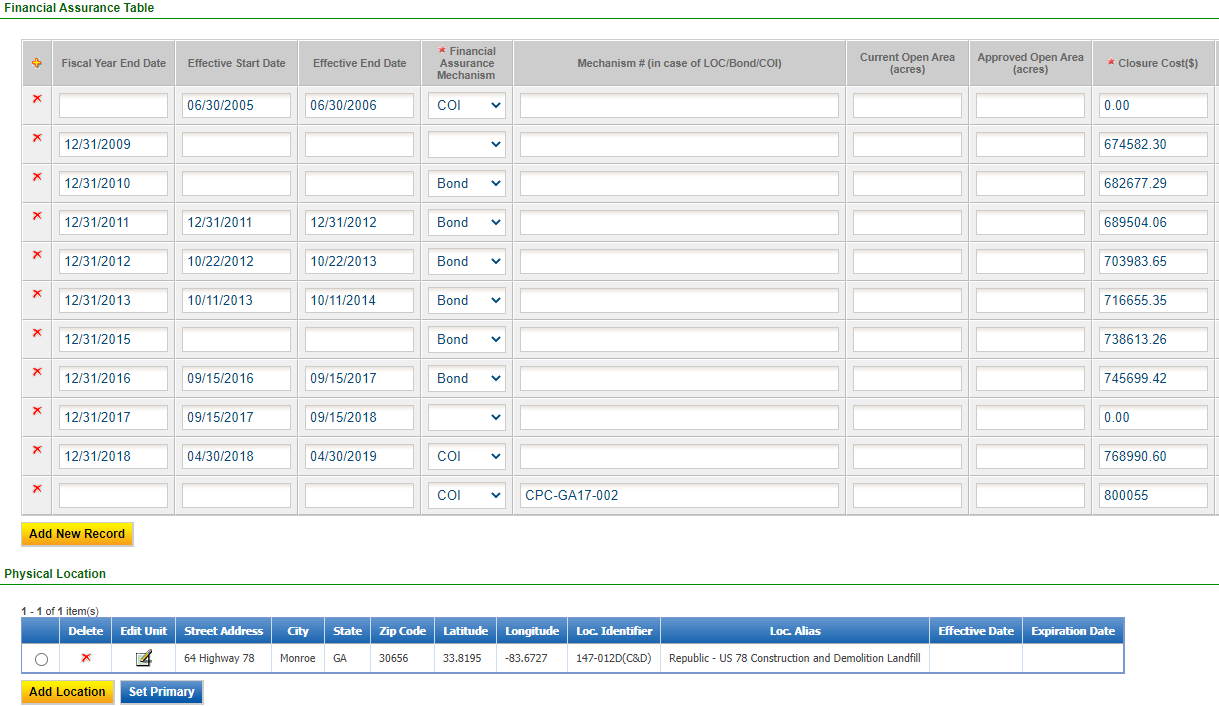 Financial Assurance Table
Fiscal Year End Date Effective Start Date Effective End Date * Financial Assurance Mechanism Mechanism # (in case of LOC/Bond/COI) Current Open Area (acres) Approved Open Area (acres) * Closure Cost($)
06/30/2005 06/30/2006 COI 0.00
12/31/2009 674582.30
12/31/2010 Bond 682677.29
12/31/2011 12/31/2011 12/31/2012 Bond 689504.06
12/31/2012 10/22/2012 10/22/2013 Bond 703983.65
12/31/2013 10/11/2013 10/11/2014 Bond 716655.35
12/31/2015 Bond 738613.26
12/31/2016 09/15/2016 09/15/2017 Bond 745699.42
12/31/2017 09/15/2017 09/15/2018 0.00
12/31/2018 04/30/2018 04/30/2019 COI 768990.60
COI CPC-GA17-002 800055
Add New Record
Physical Location
1 - 1 of 1 item(s)
Delete Edit Unit Street Address City State Zip Code Latitude Longitude Loc. Identifier Loc. Alias Effective Date Expiration Date
64 Highway 78 Monroe GA 30656 33.8195 -83.6727 147-012D(C&D) Republic - US 78 Construction and Demolition Landfill
Add Location Set Primary